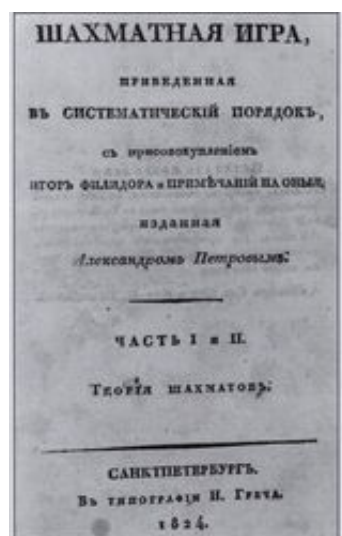 ШАХМАТНАЯ ИГРА,
ПРИВЕДЕННАЯ
ВЪ СИСТЕМАТИЧЕСКІЙ ПОРЯДОКЪ,
съ присовокупленіемъ
ИГОРЪ ФИЛИДОРА и ПРИМѢЧАНІЙ НА ОНЫЯ,
изданная
Александромъ Петровымъ.
ЧАСТЬ I и II.
Теорія шахматовъ.
САНКТПЕТЕРБУРГЪ.
Въ типографіи Н. Греча.
1824.